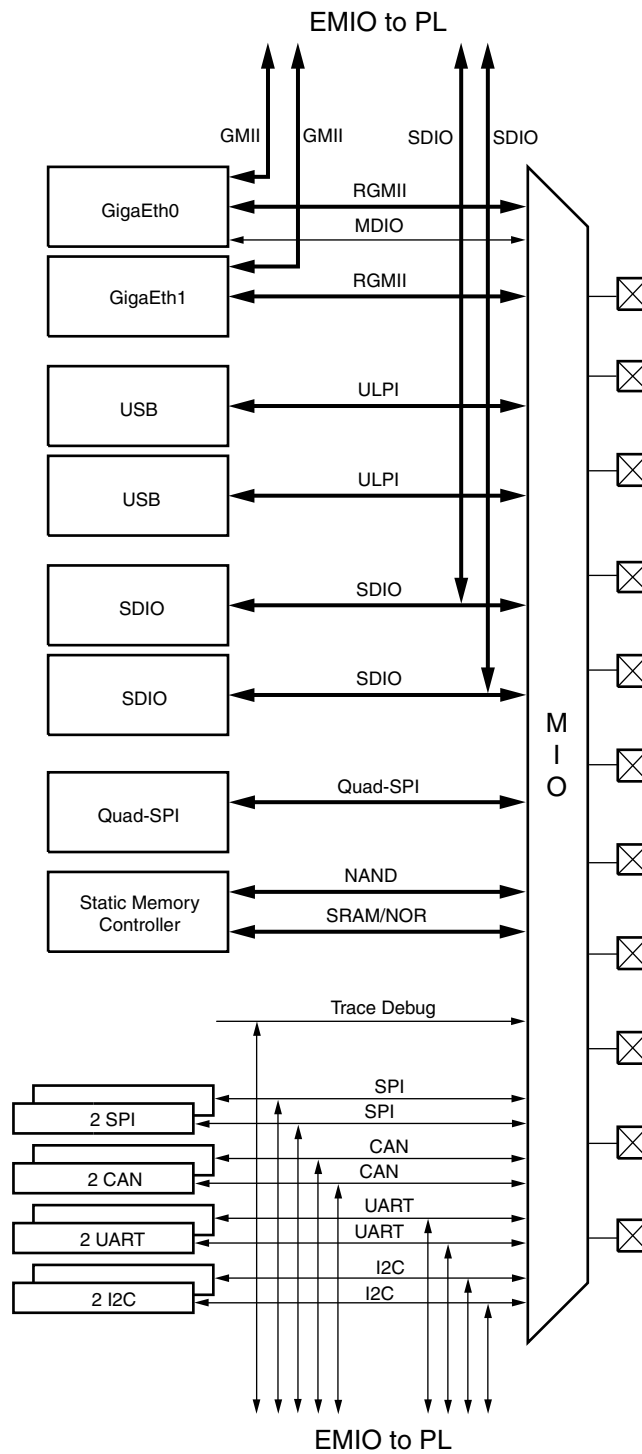 EMIO to PL
GMII
GMII
SDIO
SDIO
GigaEth0
RGMII
MDIO
GigaEth1
RGMII
USB
ULPI
USB
ULPI
SDIO
SDIO
SDIO
SDIO
M
I
O
Quad-SPI
Quad-SPI
Static Memory
Controller
NAND
SRAM/NOR
Trace Debug
SPI
2 SPI
SPI
CAN
2 CAN
CAN
UART
2 UART
UART
I2C
2 I2C
I2C
EMIO to PL